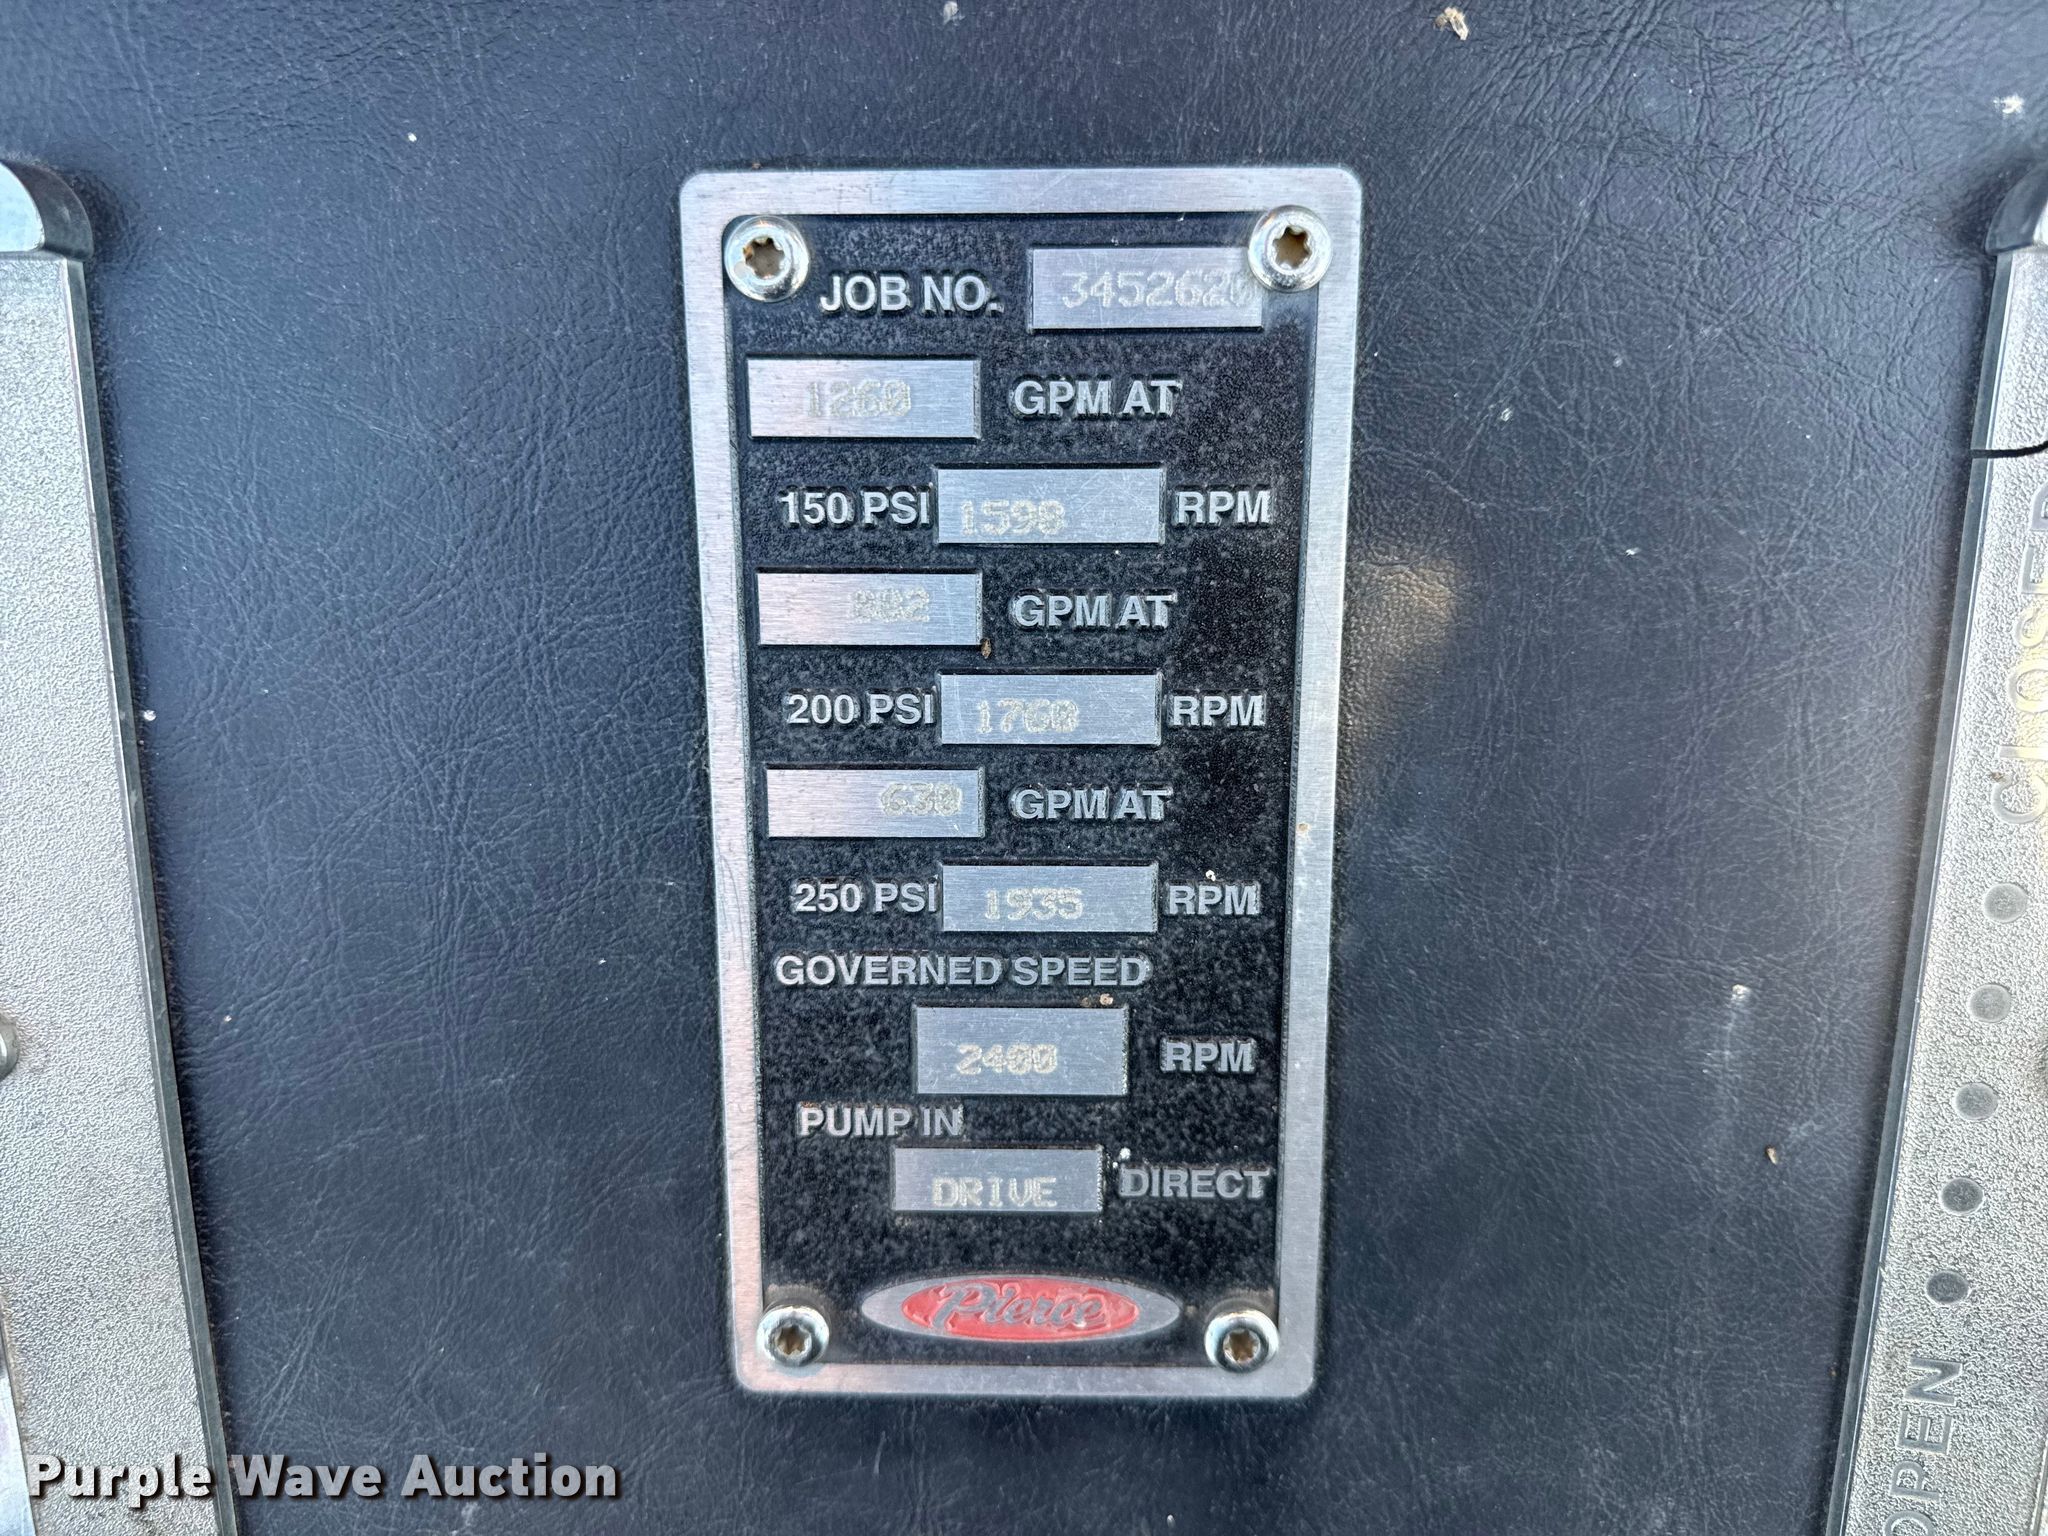 JOB NO. 3452620
1260 GPM AT
150 PSI 1598 RPM
882 GPM AT
200 PSI 1760 RPM
630 GPM AT
250 PSI 1935 RPM
GOVERNED SPEED
2400 RPM
PUMP IN
DRIVE DIRECT
Pierce
CLOSED
OPEN
Purple Wave Auction